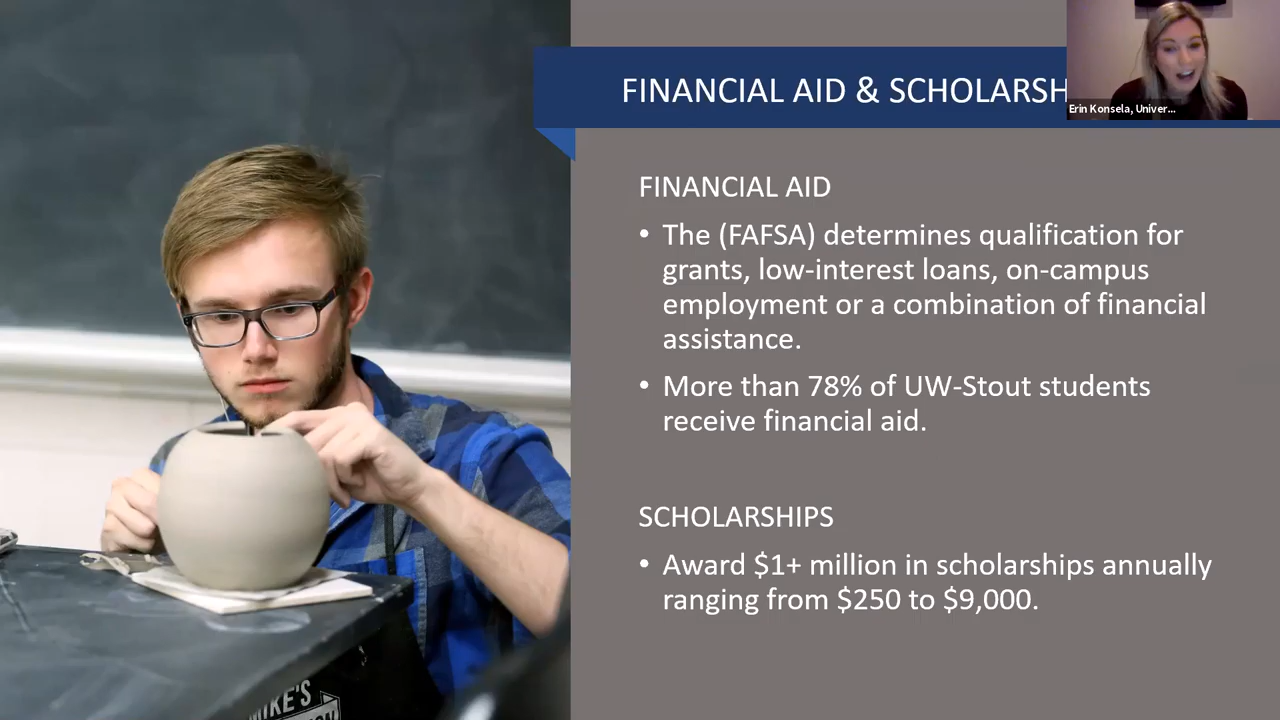 FINANCIAL AID & SCHOLARSH
Erin Konsela, Univer...
FINANCIAL AID
• The (FAFSA) determines qualification for
grants, low-interest loans, on-campus
employment or a combination of financial
assistance.
• More than 78% of UW-Stout students
receive financial aid.
SCHOLARSHIPS
• Award $1+ million in scholarships annually
ranging from $250 to $9,000.
MIKE'S